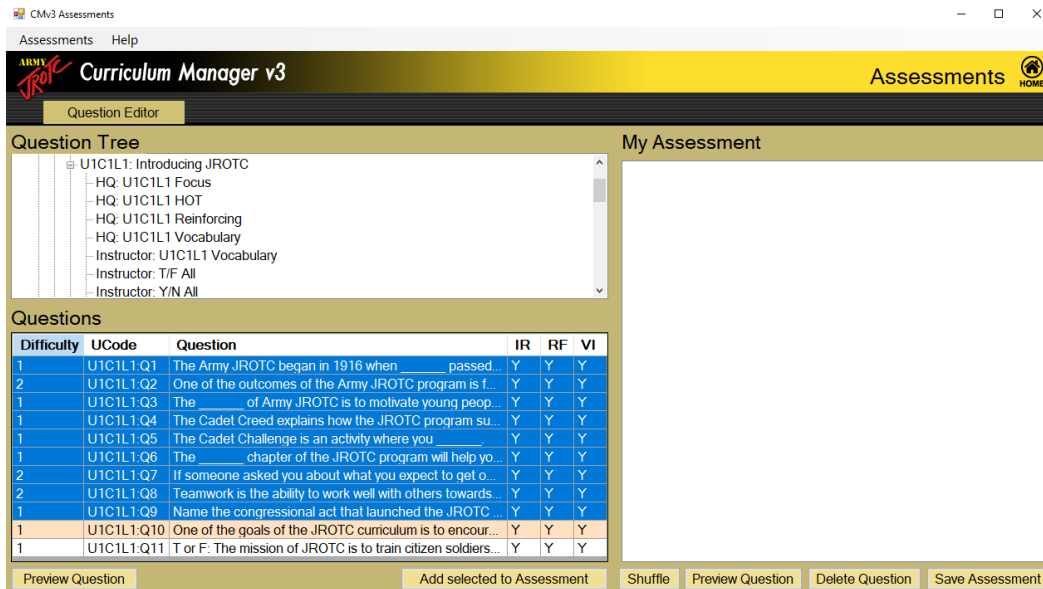 CMv3 Assessments
Assessments Help
ARMY JROTC Curriculum Manager v3 Assessments HOME
Question Editor
Question Tree
U1C1L1: Introducing JROTC
HQ: U1C1L1 Focus
HQ: U1C1L1 HOT
HQ: U1C1L1 Reinforcing
HQ: U1C1L1 Vocabulary
Instructor: U1C1L1 Vocabulary
Instructor: T/F All
Instructor: Y/N All
My Assessment
Questions
Difficulty UCode Question IR RF VI
1 U1C1L1:Q1 The Army JROTC began in 1916 when ______ passed... Y Y Y
2 U1C1L1:Q2 One of the outcomes of the Army JROTC program is f... Y Y Y
1 U1C1L1:Q3 The ______ of Army JROTC is to motivate young peop... Y Y Y
1 U1C1L1:Q4 The Cadet Creed explains how the JROTC program su... Y Y Y
1 U1C1L1:Q5 The Cadet Challenge is an activity where you ______. Y Y Y
1 U1C1L1:Q6 The ______ chapter of the JROTC program will help yo... Y Y Y
2 U1C1L1:Q7 If someone asked you about what you expect to get o... Y Y Y
2 U1C1L1:Q8 Teamwork is the ability to work well with others towards... Y Y Y
1 U1C1L1:Q9 Name the congressional act that launched the JROTC ... Y Y Y
1 U1C1L1:Q10 One of the goals of the JROTC curriculum is to encour... Y Y Y
1 U1C1L1:Q11 T or F: The mission of JROTC is to train citizen soldiers... Y Y Y
Preview Question Add selected to Assessment Shuffle Preview Question Delete Question Save Assessment